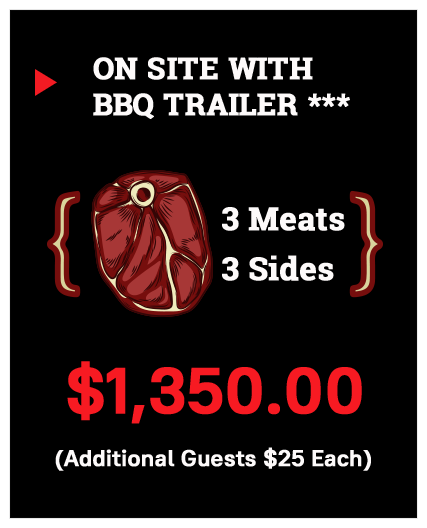 ON SITE WITH
BBQ TRAILER ***
3 Meats
3 Sides
$1,350.00
(Additional Guests $25 Each)